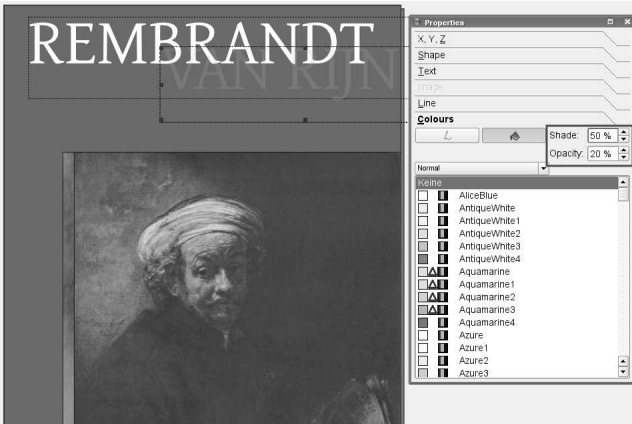 REMBRANDT
VAN RIJN
Properties
X, Y, Z
Shape
Text
Image
Line
Colours
Shade: 50 %
Opacity: 20 %
Normal
Keine
AliceBlue
AntiqueWhite
AntiqueWhite1
AntiqueWhite2
AntiqueWhite3
AntiqueWhite4
Aquamarine
Aquamarine1
Aquamarine2
Aquamarine3
Aquamarine4
Azure
Azure1
Azure2
Azure3